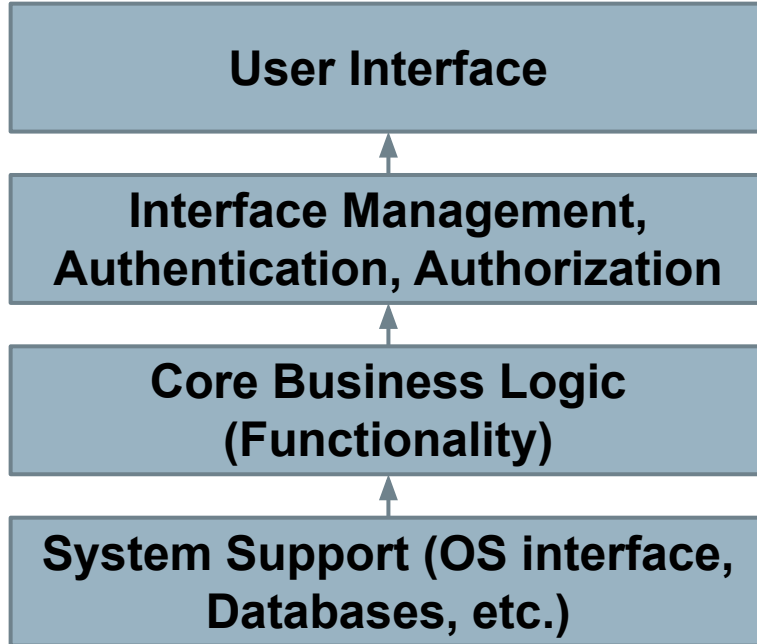 User Interface
Interface Management,
Authentication, Authorization
Core Business Logic
(Functionality)
System Support (OS interface,
Databases, etc.)